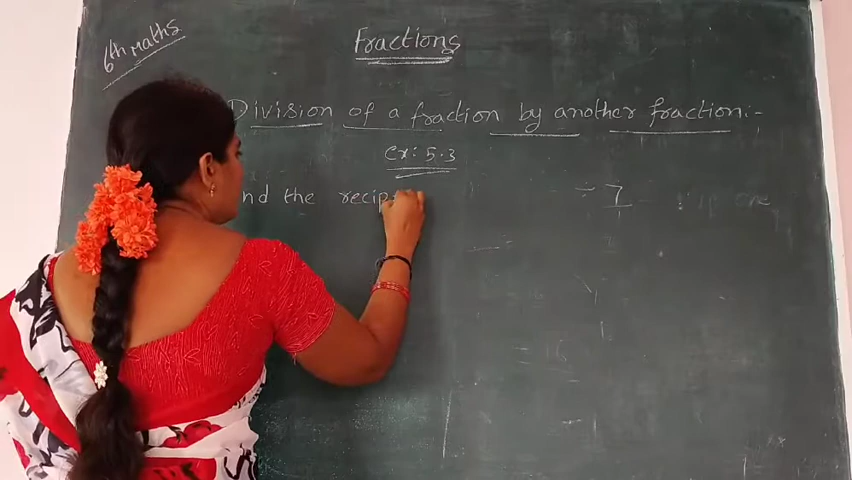 6th maths
Fractions
Division of a fraction by another fraction:-
Ex: 5.3
nd the recip
÷ 7